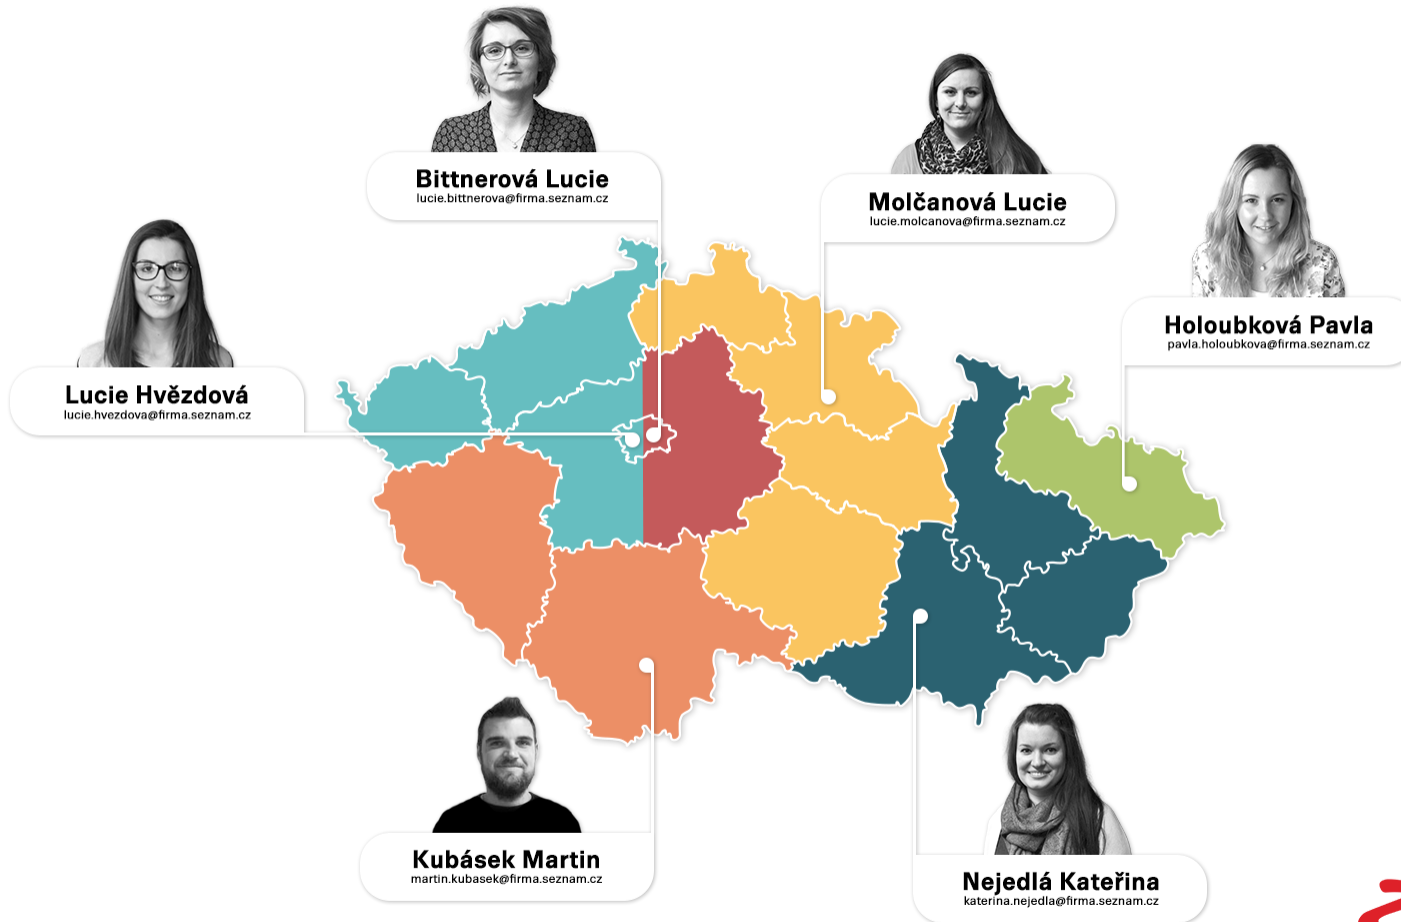 Bittnerová Lucie
lucie.bittnerova@firma.seznam.cz
Molčanová Lucie
lucie.molcanova@firma.seznam.cz
Holoubková Pavla
pavla.holoubkova@firma.seznam.cz
Lucie Hvězdová
lucie.hvezdova@firma.seznam.cz
Kubásek Martin
martin.kubasek@firma.seznam.cz
Nejedlá Kateřina
katerina.nejedla@firma.seznam.cz